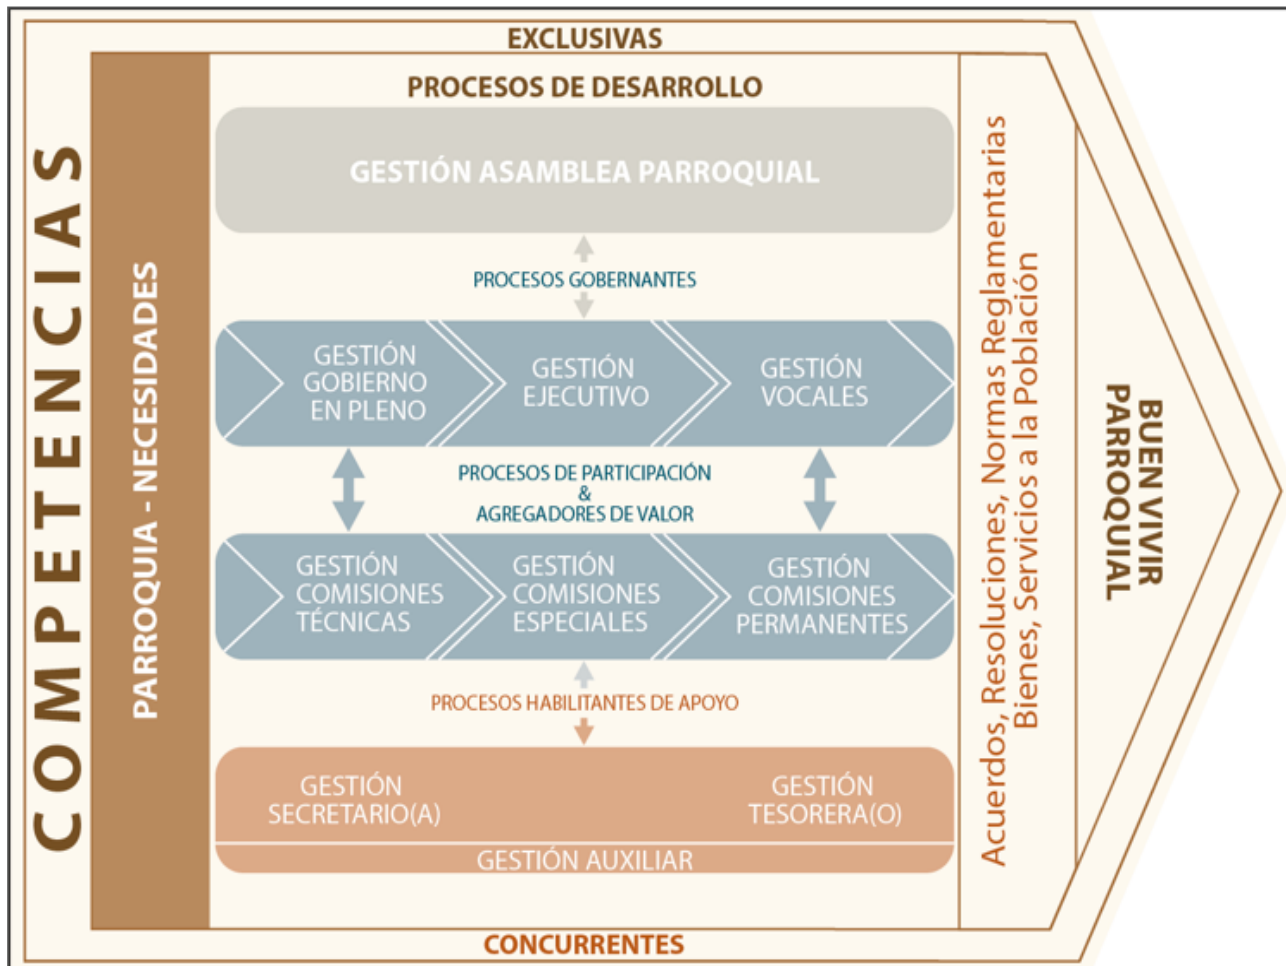 EXCLUSIVAS
COMPETENCIAS
PARROQUIA - NECESIDADES
PROCESOS DE DESARROLLO
GESTIÓN ASAMBLEA PARROQUIAL
PROCESOS GOBERNANTES
GESTIÓN
GOBIERNO
EN PLENO
GESTIÓN
EJECUTIVO
GESTIÓN
VOCALES
PROCESOS DE PARTICIPACIÓN
&
AGREGADORES DE VALOR
GESTIÓN
COMISIONES
TÉCNICAS
GESTIÓN
COMISIONES
ESPECIALES
GESTIÓN
COMISIONES
PERMANENTES
PROCESOS HABILITANTES DE APOYO
GESTIÓN
SECRETARIO(A)
GESTIÓN
TESORERA(O)
GESTIÓN AUXILIAR
Acuerdos, Resoluciones, Normas Reglamentarias
Bienes, Servicios a la Población
BUEN VIVIR
PARROQUIAL
CONCURRENTES